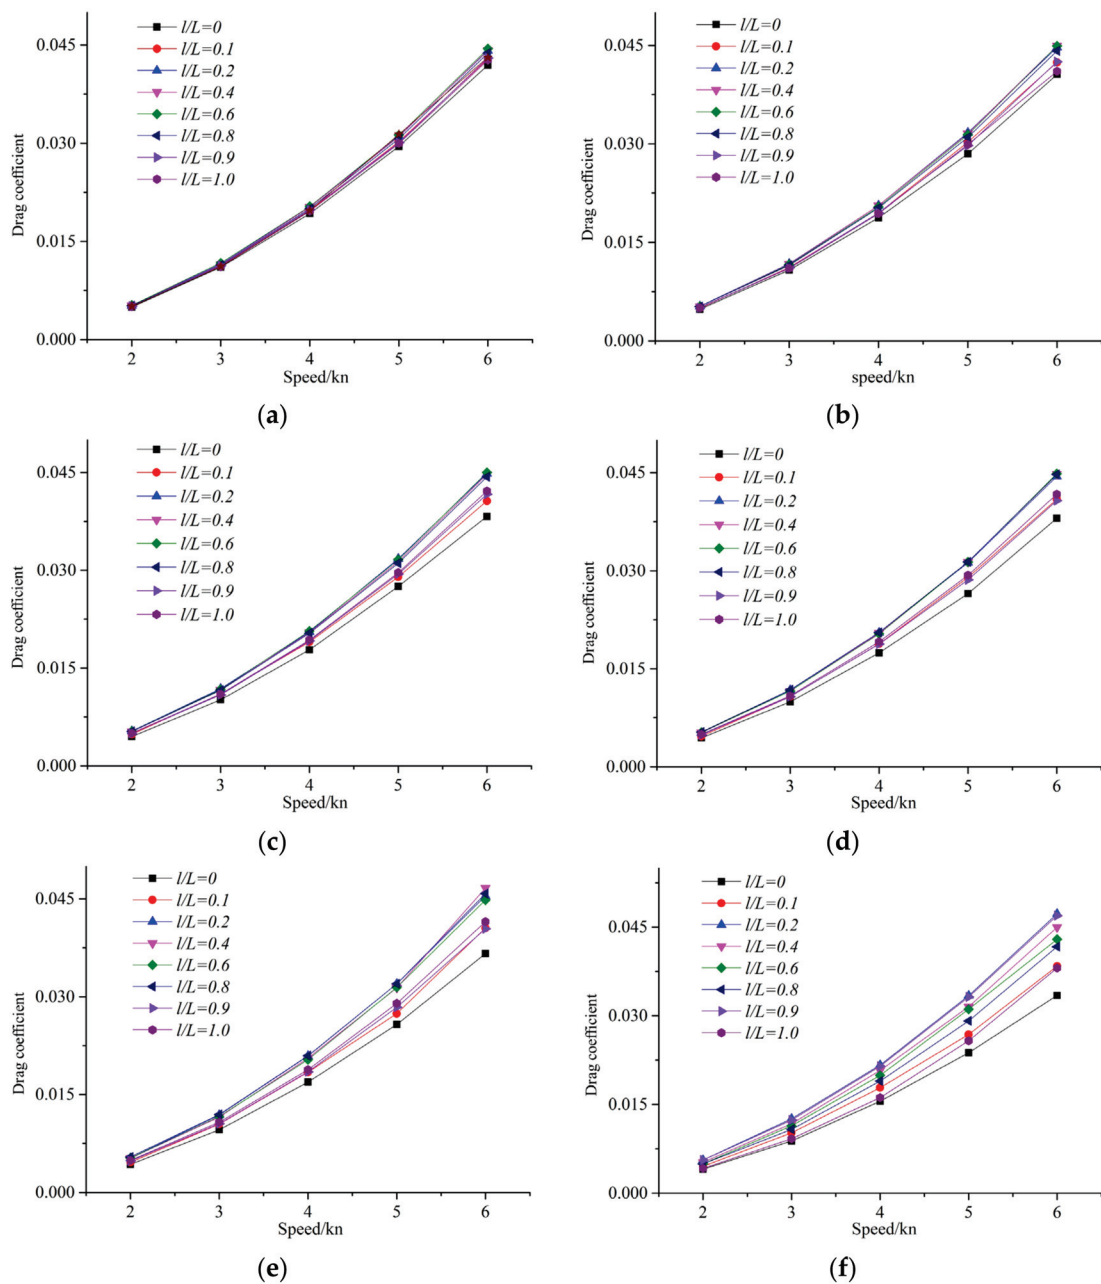 l/L=0
l/L=0.1
l/L=0.2
l/L=0.4
l/L=0.6
l/L=0.8
l/L=0.9
l/L=1.0
0.045
0.030
0.015
0.000
Drag coefficient
2 3 4 5 6
Speed/kn
(a)
l/L=0
l/L=0.1
l/L=0.2
l/L=0.4
l/L=0.6
l/L=0.8
l/L=0.9
l/L=1.0
0.045
0.030
0.015
0.000
Drag coefficient
2 3 4 5 6
speed/kn
(b)
l/L=0
l/L=0.1
l/L=0.2
l/L=0.4
l/L=0.6
l/L=0.8
l/L=0.9
l/L=1.0
0.045
0.030
0.015
0.000
Drag coefficient
2 3 4 5 6
Speed/kn
(c)
l/L=0
l/L=0.1
l/L=0.2
l/L=0.4
l/L=0.6
l/L=0.8
l/L=0.9
l/L=1.0
0.045
0.030
0.015
0.000
Drag coefficient
2 3 4 5 6
Speed/kn
(d)
l/L=0
l/L=0.1
l/L=0.2
l/L=0.4
l/L=0.6
l/L=0.8
l/L=0.9
l/L=1.0
0.045
0.030
0.015
0.000
Drag coefficient
2 3 4 5 6
Speed/kn
(e)
l/L=0
l/L=0.1
l/L=0.2
l/L=0.4
l/L=0.6
l/L=0.8
l/L=0.9
l/L=1.0
0.045
0.030
0.015
0.000
Drag coefficient
2 3 4 5 6
Speed/kn
(f)